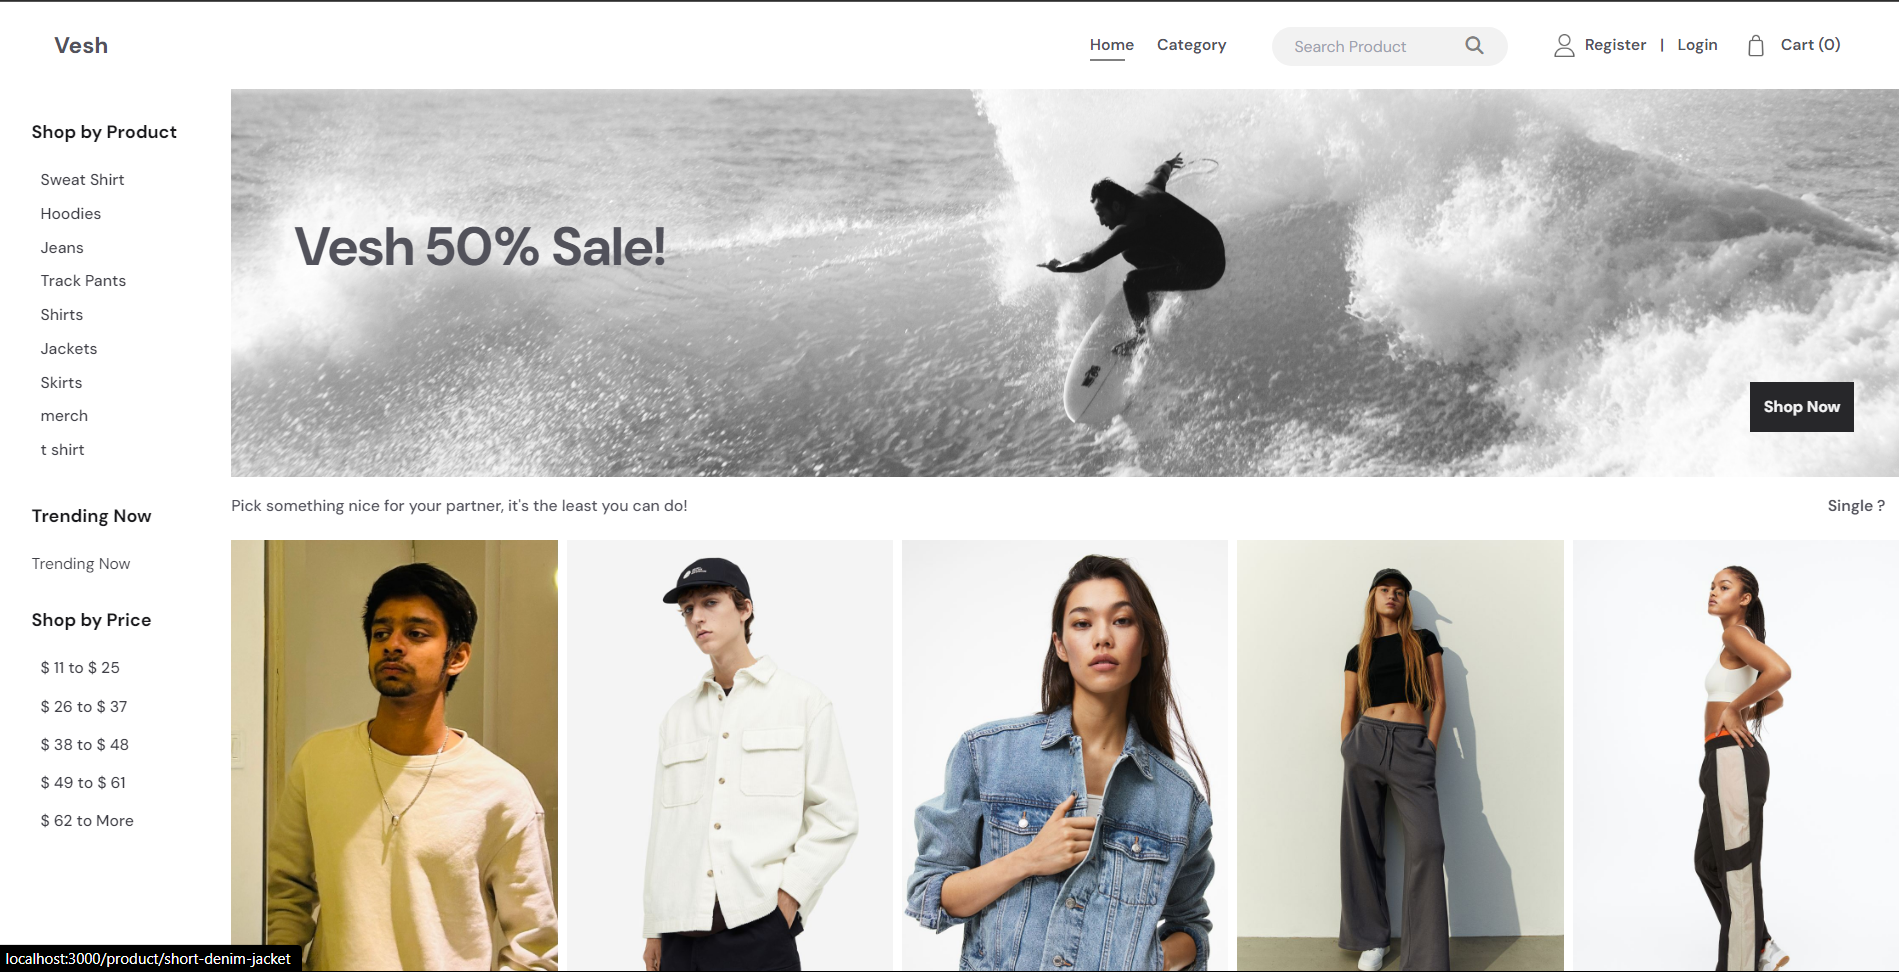 Vesh
Home Category Search Product Register | Login Cart (0)
Shop by Product
Sweat Shirt
Hoodies
Jeans
Track Pants
Shirts
Jackets
Skirts
merch
t shirt
Trending Now
Trending Now
Shop by Price
$ 11 to $ 25
$ 26 to $ 37
$ 38 to $ 48
$ 49 to $ 61
$ 62 to More
Vesh 50% Sale!
Shop Now
Pick something nice for your partner, it's the least you can do!
Single ?
localhost:3000/product/short-denim-jacket